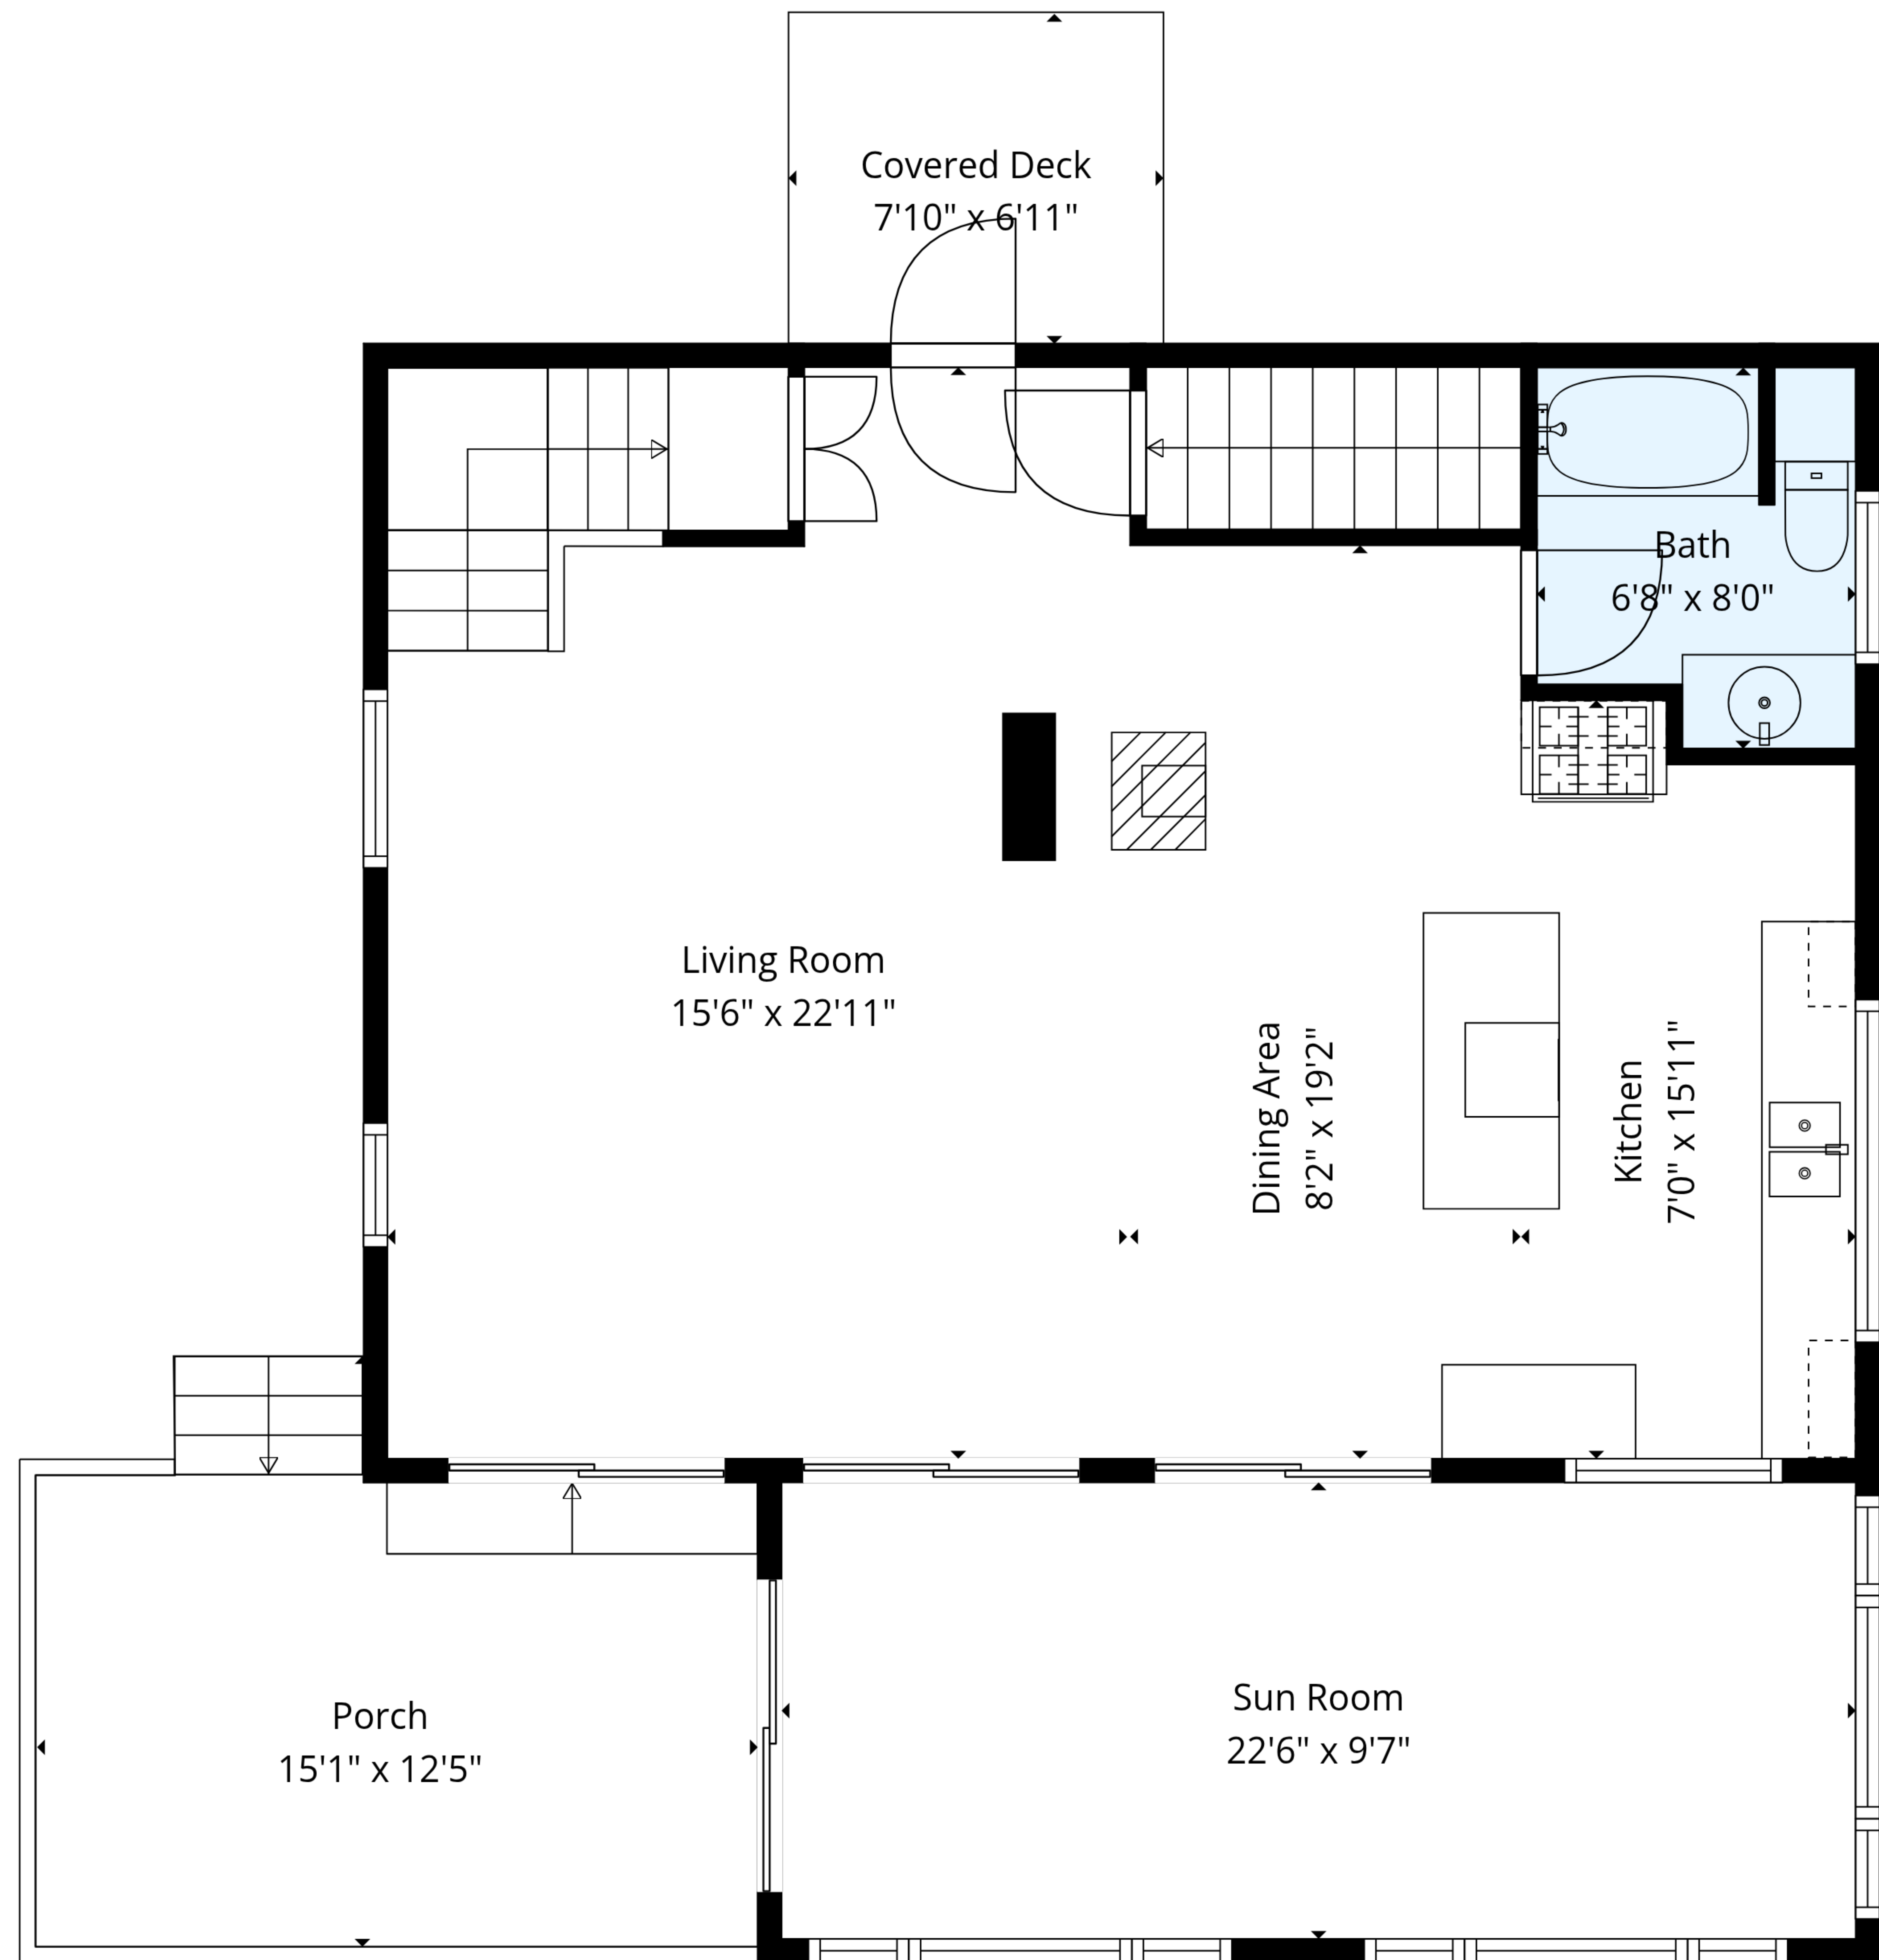 Covered Deck
7'10" x 6'11"
Bath
6'8" x 8'0"
Living Room
15'6" x 22'11"
Dining Area
8'2" x 19'2"
Kitchen
7'0" x 15'11"
Porch
15'1" x 12'5"
Sun Room
22'6" x 9'7"